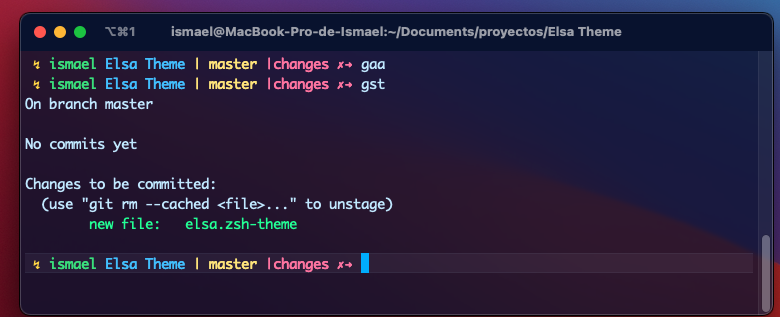 ⌥⌘1 ismael@MacBook-Pro-de-Ismael:~/Documents/proyectos/Elsa Theme
↯ ismael Elsa Theme | master |changes ✗→ gaa
↯ ismael Elsa Theme | master |changes ✗→ gst
On branch master
No commits yet
Changes to be committed:
(use "git rm --cached <file>..." to unstage)
new file: elsa.zsh-theme
↯ ismael Elsa Theme | master |changes ✗→